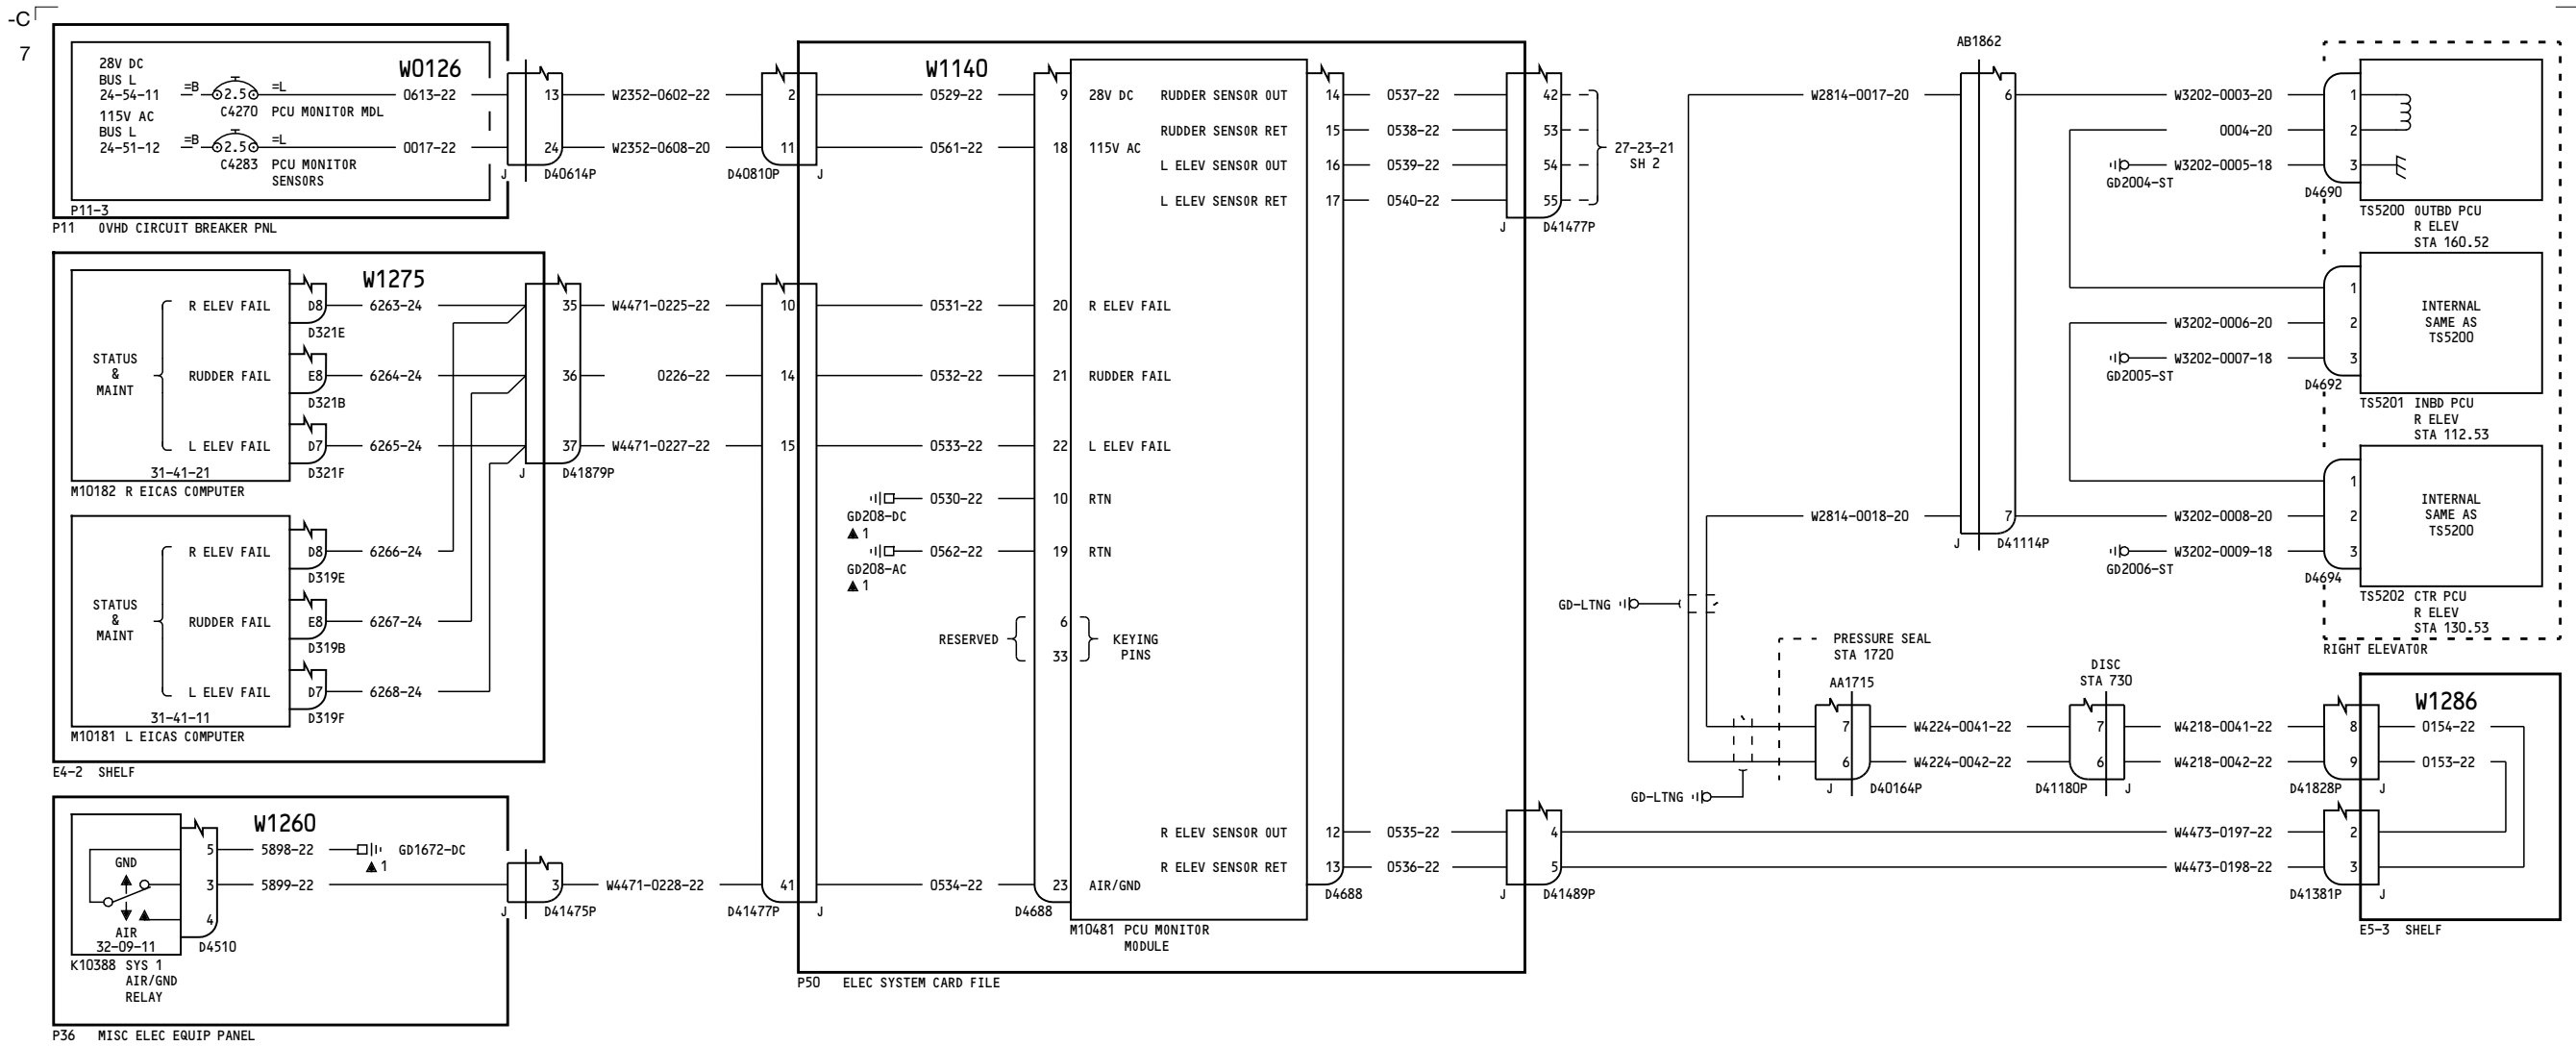 -C
7
28V DC
BUS L
24-54-11
=B
2.5
=L
C4270 PCU MONITOR MDL
W0126
0613-22
115V AC
BUS L
24-51-12
=B
2.5
=L
C4283 PCU MONITOR
SENSORS
0017-22
P11-3
P11 OVHD CIRCUIT BREAKER PNL
13
24
J D40614P
W2352-0602-22
W2352-0608-20
2
11
D40810P J
W1275
R ELEV FAIL D8 6263-24
D321E
STATUS
&
MAINT
RUDDER FAIL E8 6264-24
D321B
L ELEV FAIL D7 6265-24
31-41-21
D321F
M10182 R EICAS COMPUTER
R ELEV FAIL D8 6266-24
D319E
STATUS
&
MAINT
RUDDER FAIL E8 6267-24
D319B
L ELEV FAIL D7 6268-24
31-41-11
D319F
M10181 L EICAS COMPUTER
E4-2 SHELF
35
36
37
J D41879P
W4471-0225-22
0226-22
W4471-0227-22
10
14
15
41
D41477P J
W1260
5 5898-22 GD1672-DC
1
GND
3 5899-22
4
AIR
32-09-11
D4510
K10388 SYS 1
AIR/GND
RELAY
P36 MISC ELEC EQUIP PANEL
3
J D41475P
W4471-0228-22
W1140
0529-22 9 28V DC
0561-22 18 115V AC
0531-22 20 R ELEV FAIL
0532-22 21 RUDDER FAIL
0533-22 22 L ELEV FAIL
0530-22 10 RTN
GD208-DC
1
0562-22 19 RTN
GD208-AC
1
RESERVED
6
33
KEYING
PINS
0534-22 23 AIR/GND
D4688
RUDDER SENSOR OUT 14 0537-22 42
RUDDER SENSOR RET 15 0538-22 53
L ELEV SENSOR OUT 16 0539-22 54
L ELEV SENSOR RET 17 0540-22 55
J D41477P
27-23-21
SH 2
R ELEV SENSOR OUT 12 0535-22 4
R ELEV SENSOR RET 13 0536-22 5
D4688
J D41489P
M10481 PCU MONITOR
MODULE
P50 ELEC SYSTEM CARD FILE
AB1862
W2814-0017-20 6
W2814-0018-20 7
J D41114P
W3202-0003-20 1
0004-20 2
GD2004-ST
W3202-0005-18 3
D4690
TS5200 OUTBD PCU
R ELEV
STA 160.52
1
W3202-0006-20 2
GD2005-ST
W3202-0007-18 3
D4692
INTERNAL
SAME AS
TS5200
TS5201 INBD PCU
R ELEV
STA 112.53
1
W3202-0008-20 2
GD2006-ST
W3202-0009-18 3
D4694
INTERNAL
SAME AS
TS5200
TS5202 CTR PCU
R ELEV
STA 130.53
RIGHT ELEVATOR
GD-LTNG
PRESSURE SEAL
STA 1720
GD-LTNG
AA1715
7
6
J D40164P
W4224-0041-22
W4224-0042-22
DISC
STA 730
7
6
D41180P J
W4218-0041-22
W4218-0042-22
8
9
D41828P J
W1286
0154-22
0153-22
W4473-0197-22 2
W4473-0198-22 3
D41381P J
E5-3 SHELF